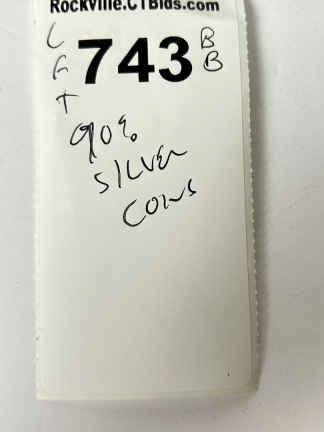 Rockville.CTBids.com
L 743 B
A B
T
90%
SILVER
COINS